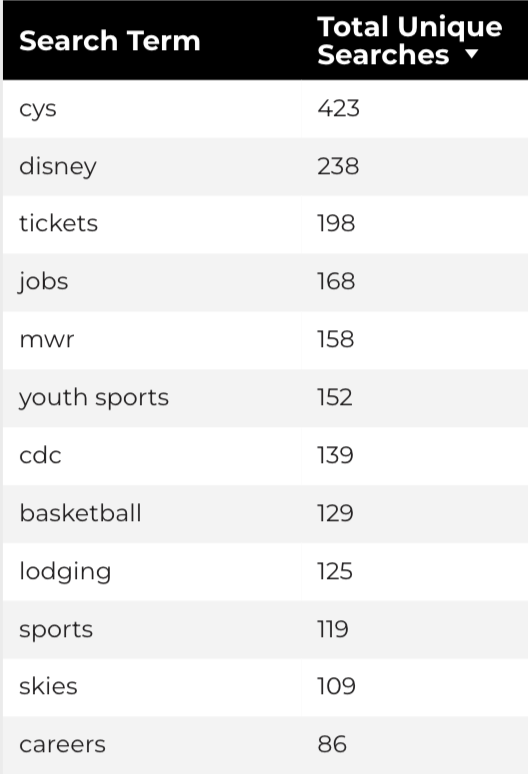 Search Term Total Unique Searches ▼
cys 423
disney 238
tickets 198
jobs 168
mwr 158
youth sports 152
cdc 139
basketball 129
lodging 125
sports 119
skies 109
careers 86